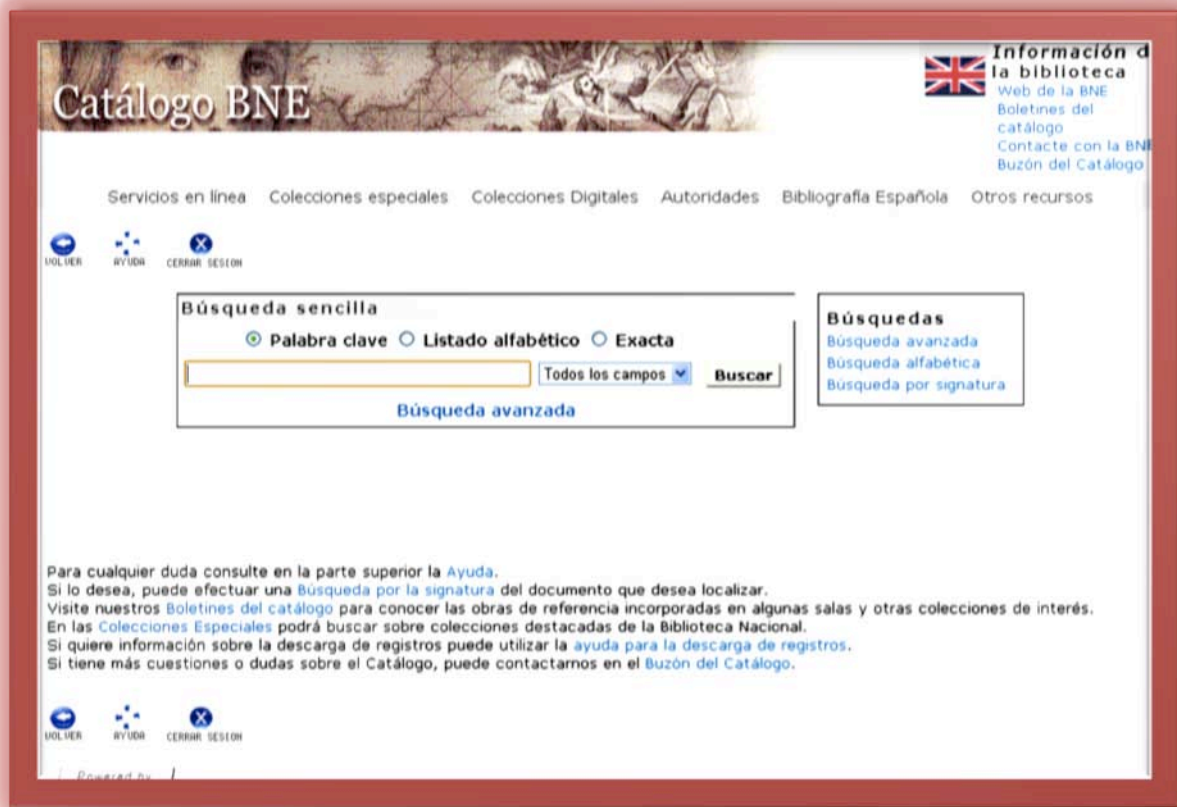 Catálogo BNE
Información d
la biblioteca
Web de la BNE
Boletines del
catálogo
Contacte con la BNE
Buzón del Catálogo
Servicios en línea Colecciones especiales Colecciones Digitales Autoridades Bibliografía Española Otros recursos
VOLVER AYUDA CERRAR SESION
Búsqueda sencilla
Palabra clave Listado alfabético Exacta
Todos los campos Buscar
Búsqueda avanzada
Búsquedas
Búsqueda avanzada
Búsqueda alfabética
Búsqueda por signatura
Para cualquier duda consulte en la parte superior la Ayuda.
Si lo desea, puede efectuar una Búsqueda por la signatura del documento que desea localizar.
Visite nuestros Boletines del catálogo para conocer las obras de referencia incorporadas en algunas salas y otras colecciones de interés.
En las Colecciones Especiales podrá buscar sobre colecciones destacadas de la Biblioteca Nacional.
Si quiere información sobre la descarga de registros puede utilizar la ayuda para la descarga de registros.
Si tiene más cuestiones o dudas sobre el Catálogo, puede contactarnos en el Buzón del Catálogo.
VOLVER AYUDA CERRAR SESION
Powered by